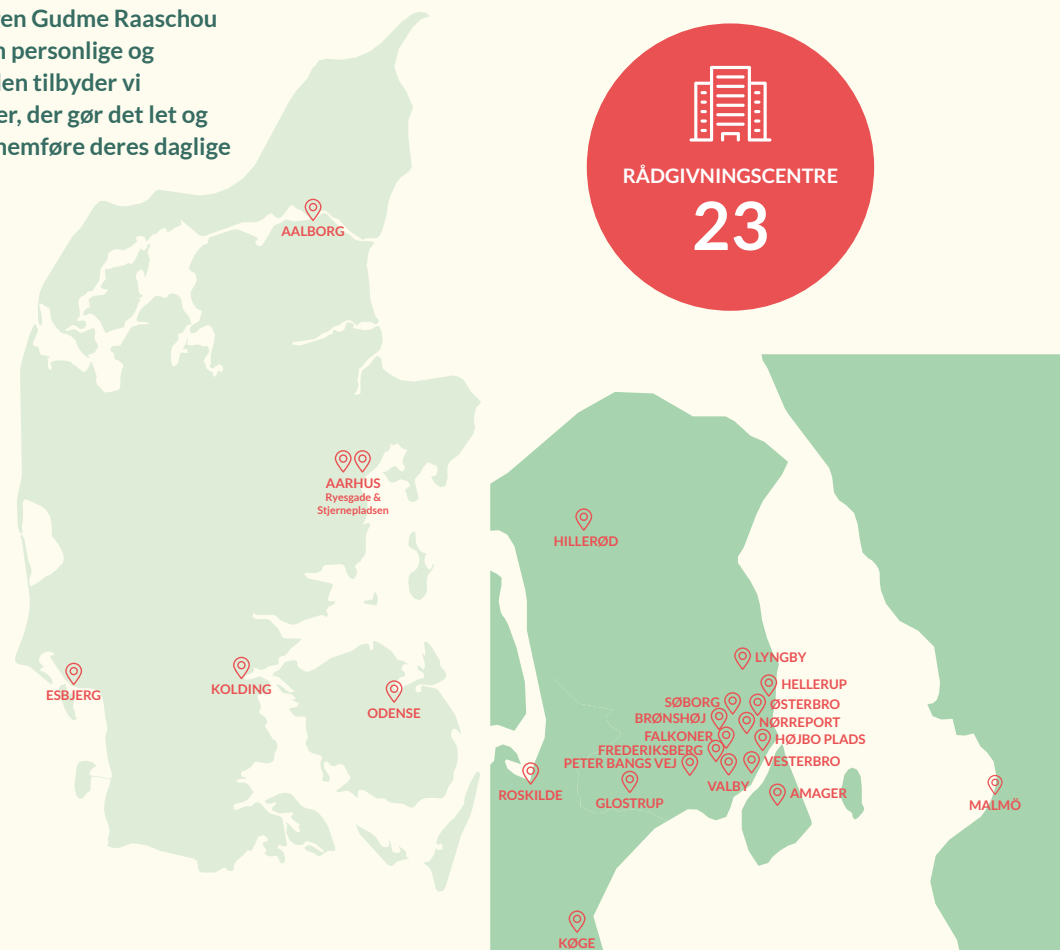 en Gudme Raaschou
personlige og
en tilbyder vi
er, der gør det let og
nemføre deres daglige
RÅDGIVNINGSCENTRE
23
AALBORG
AARHUS
Ryesgade &
Stjernepladsen
HILLERØD
ESBJERG
KOLDING
ODENSE
LYNGBY
HELLERUP
SØBORG
ØSTERBRO
BRØNSHØJ
NØRREPORT
FALKONER
HØJBO PLADS
FREDERIKSBERG
PETER BANGS VEJ
VESTERBRO
VALBY
ROSKILDE
GLOSTRUP
AMAGER
MALMÖ
KØGE